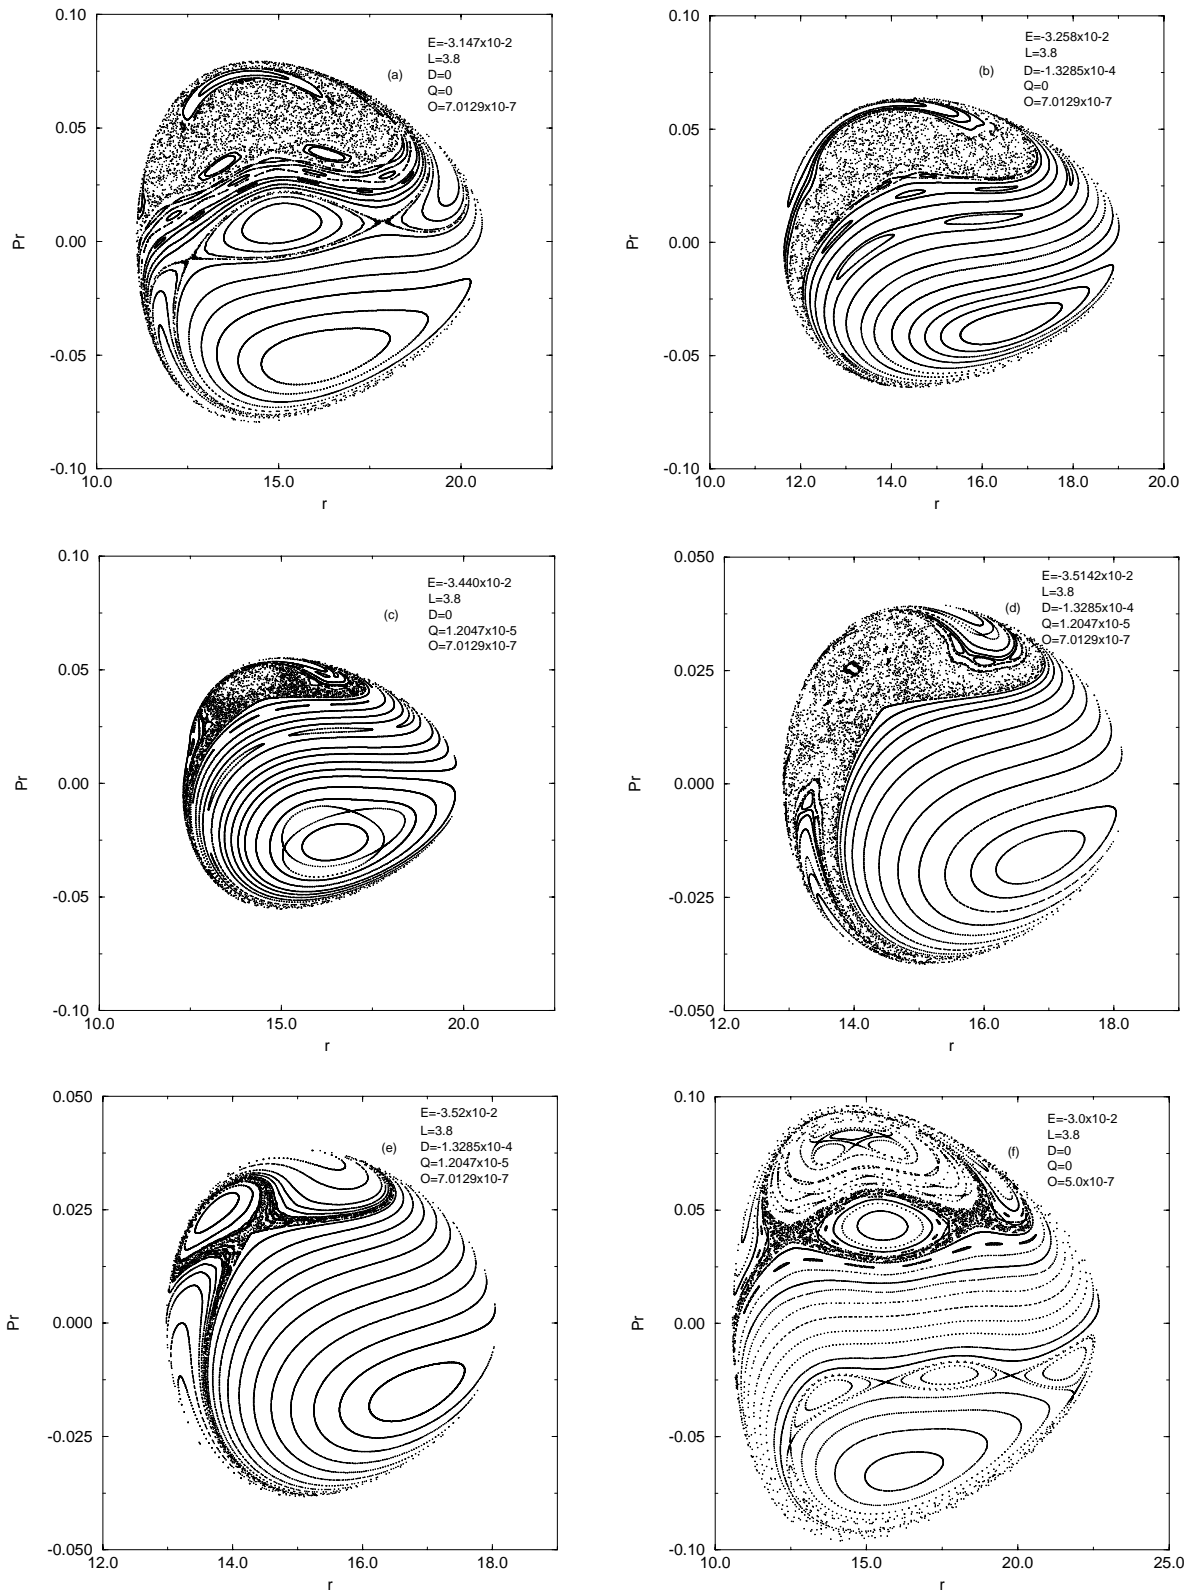 0.10
0.05
0.00
-0.05
-0.10
Pr
10.0 15.0 20.0
r
(a)
E=-3.147x10-2
L=3.8
D=0
Q=0
O=7.0129x10-7
0.10
0.05
0.00
-0.05
-0.10
Pr
10.0 12.0 14.0 16.0 18.0 20.0
r
(b)
E=-3.258x10-2
L=3.8
D=-1.3285x10-4
Q=0
O=7.0129x10-7
0.10
0.05
0.00
-0.05
-0.10
Pr
10.0 15.0 20.0
r
(c)
E=-3.440x10-2
L=3.8
D=0
Q=1.2047x10-5
O=7.0129x10-7
0.050
0.025
0.000
-0.025
-0.050
Pr
12.0 14.0 16.0 18.0
r
(d)
E=-3.5142x10-2
L=3.8
D=-1.3285x10-4
Q=1.2047x10-5
O=7.0129x10-7
0.050
0.025
0.000
-0.025
-0.050
Pr
12.0 14.0 16.0 18.0
r
(e)
E=-3.52x10-2
L=3.8
D=-1.3285x10-4
Q=1.2047x10-5
O=7.0129x10-7
0.10
0.05
0.00
-0.05
-0.10
Pr
10.0 15.0 20.0 25.0
r
(f)
E=-3.0x10-2
L=3.8
D=0
Q=0
O=5.0x10-7